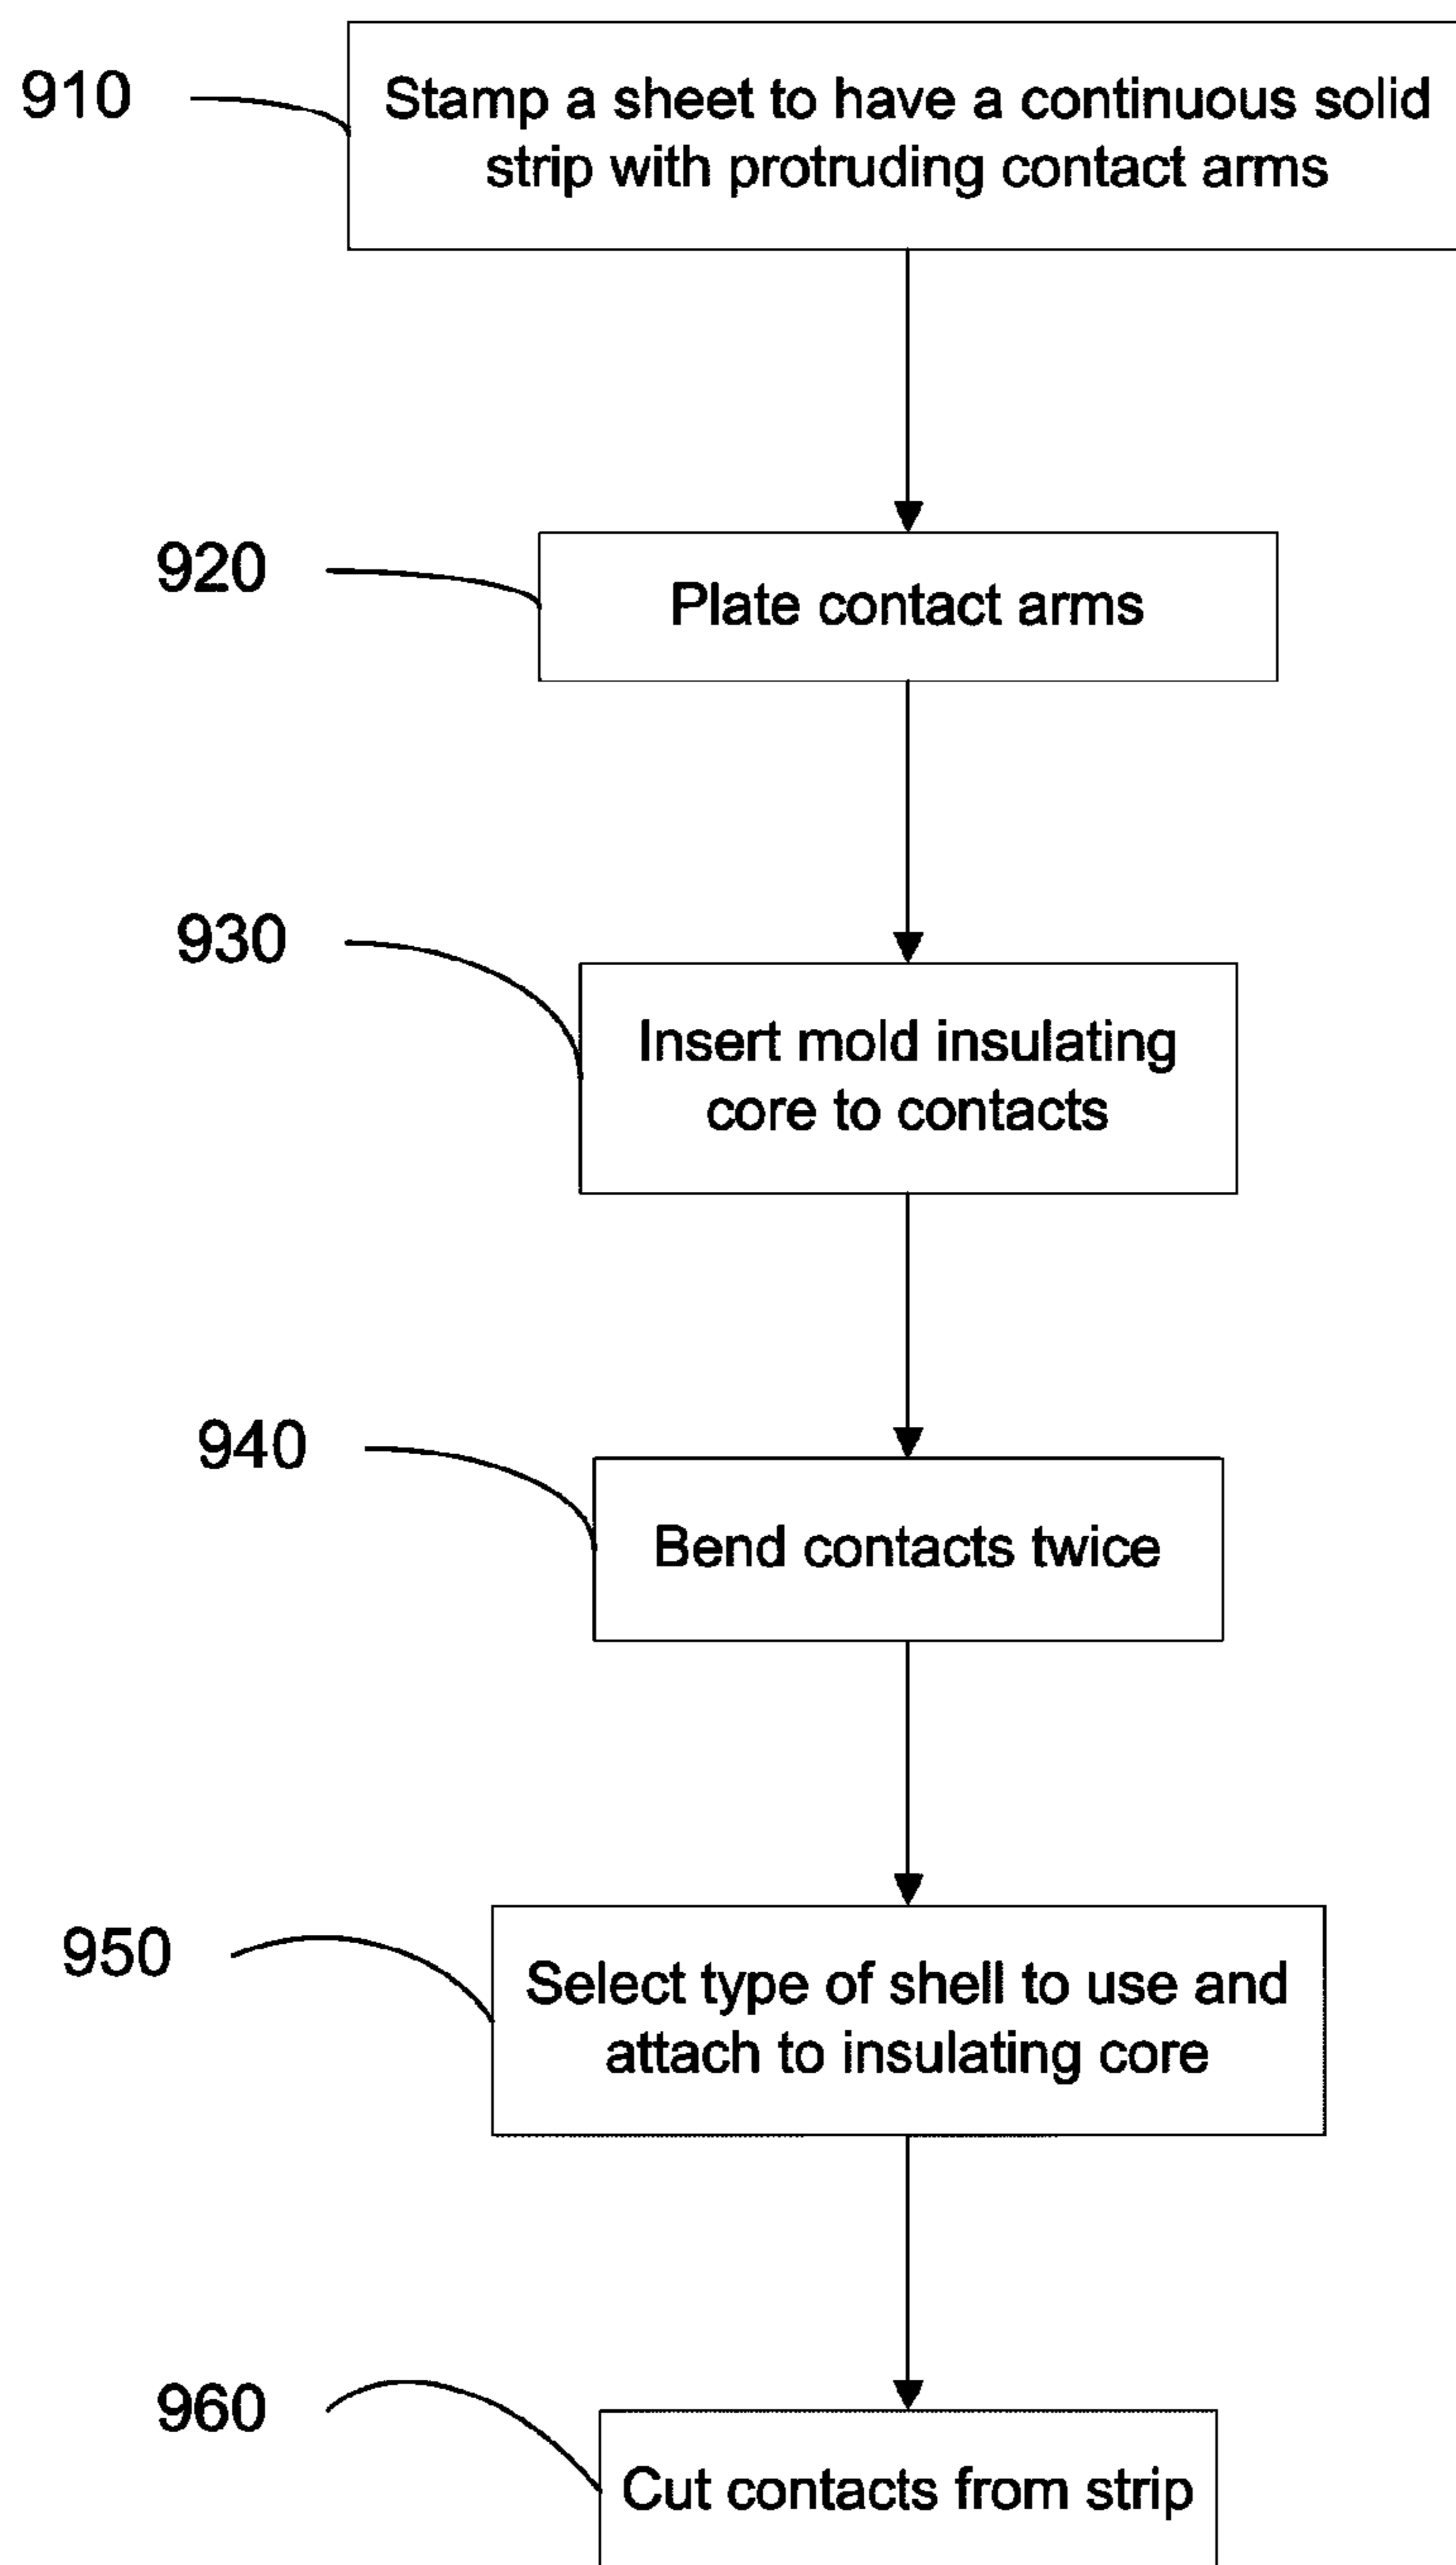 910
Stamp a sheet to have a continuous solid
strip with protruding contact arms
920
Plate contact arms
930
Insert mold insulating
core to contacts
940
Bend contacts twice
950
Select type of shell to use and
attach to insulating core
960
Cut contacts from strip